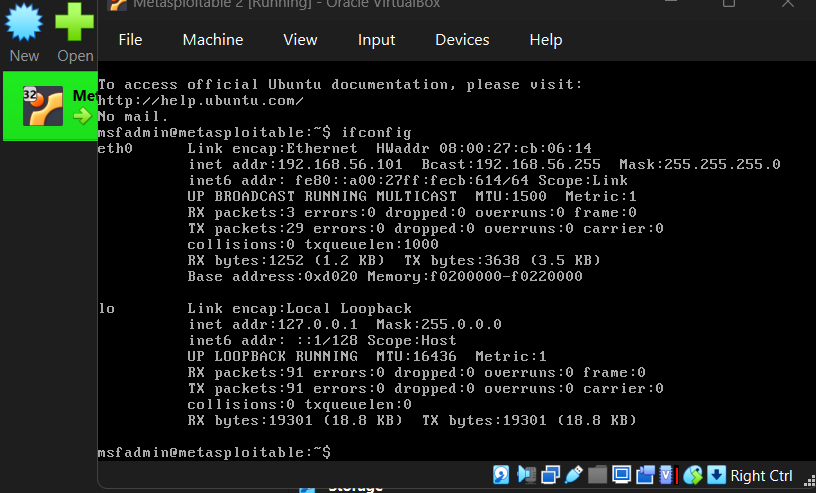 Metasploitable 2 [Running] - Oracle VirtualBox
New Open
File Machine View Input Devices Help
32
Met
To access official Ubuntu documentation, please visit:
http://help.ubuntu.com/
No mail.
msfadmin@metasploitable:~$ ifconfig
eth0 Link encap:Ethernet HWaddr 08:00:27:cb:06:14
inet addr:192.168.56.101 Bcast:192.168.56.255 Mask:255.255.255.0
inet6 addr: fe80::a00:27ff:fecb:614/64 Scope:Link
UP BROADCAST RUNNING MULTICAST MTU:1500 Metric:1
RX packets:3 errors:0 dropped:0 overruns:0 frame:0
TX packets:29 errors:0 dropped:0 overruns:0 carrier:0
collisions:0 txqueuelen:1000
RX bytes:1252 (1.2 KB) TX bytes:3638 (3.5 KB)
Base address:0xd020 Memory:f0200000-f0220000
lo Link encap:Local Loopback
inet addr:127.0.0.1 Mask:255.0.0.0
inet6 addr: ::1/128 Scope:Host
UP LOOPBACK RUNNING MTU:16436 Metric:1
RX packets:91 errors:0 dropped:0 overruns:0 frame:0
TX packets:91 errors:0 dropped:0 overruns:0 carrier:0
collisions:0 txqueuelen:0
RX bytes:19301 (18.8 KB) TX bytes:19301 (18.8 KB)
msfadmin@metasploitable:~$
Right Ctrl
Storage